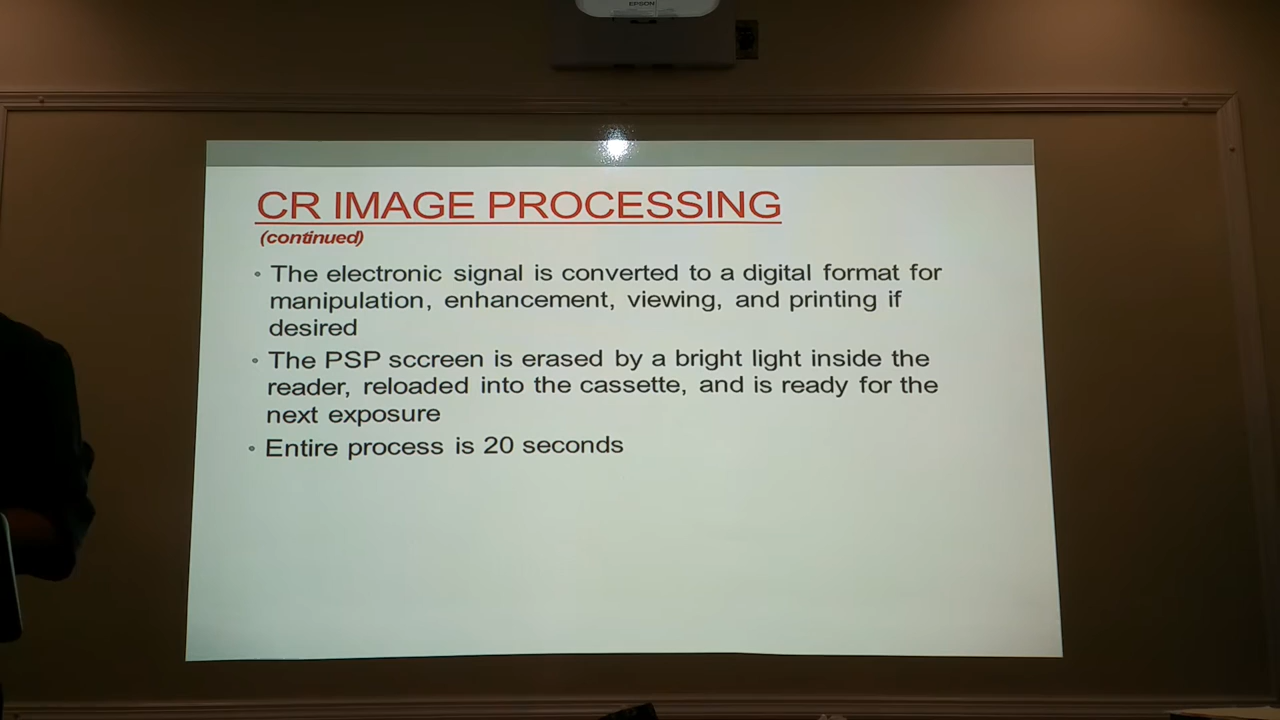 EPSON
CR IMAGE PROCESSING
(continued)
• The electronic signal is converted to a digital format for
manipulation, enhancement, viewing, and printing if
desired
• The PSP sccreen is erased by a bright light inside the
reader, reloaded into the cassette, and is ready for the
next exposure
• Entire process is 20 seconds